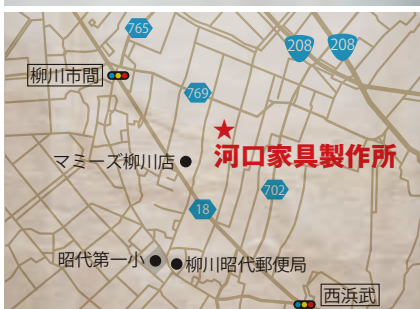 765
208
208
柳川市間
769
河口家具製作所
マミーズ柳川店
702
18
昭代第一小
柳川昭代郵便局
西浜武